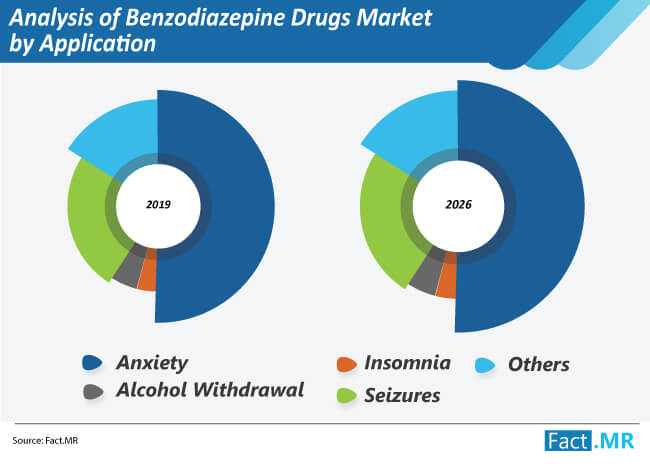 Analysis of Benzodiazepine Drugs Market
by Application
2019
2026
Anxiety
Insomnia
Others
Alcohol Withdrawal
Seizures
Source: Fact.MR
Fact.MR